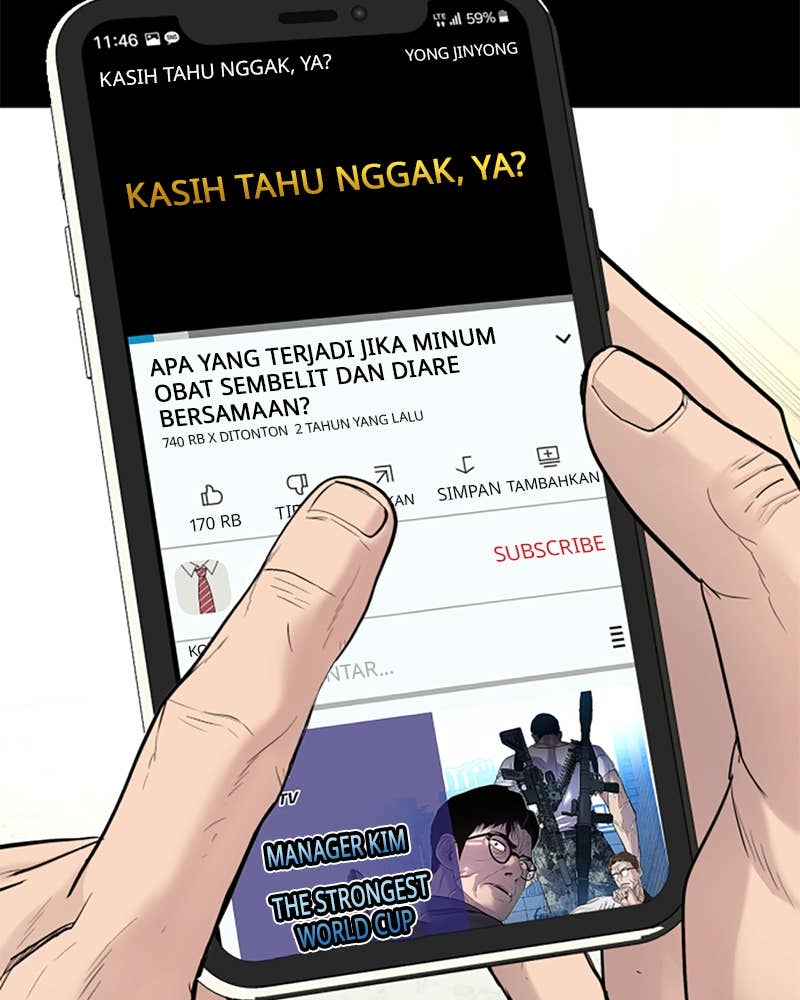 11:46
LTE 59%
KASIH TAHU NGGAK, YA?
YONG JINYONG
KASIH TAHU NGGAK, YA?
APA YANG TERJADI JIKA MINUM
OBAT SEMBELIT DAN DIARE
BERSAMAAN?
740 RB X DITONTON 2 TAHUN YANG LALU
170 RB
SIMPAN
TAMBAHKAN
SUBSCRIBE
TV
MANAGER KIM
THE STRONGEST
WORLD CUP